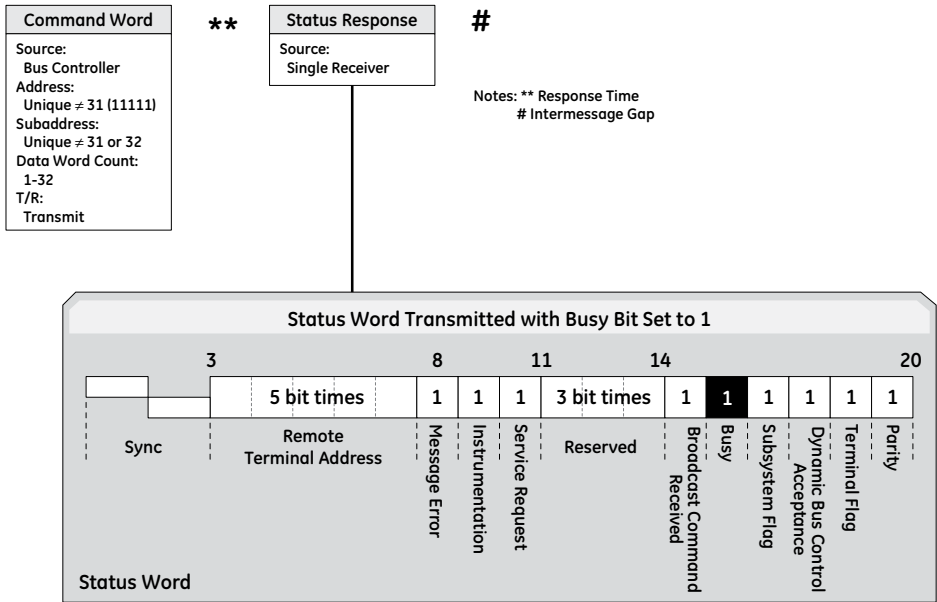 Command Word
**
Status Response
#
Source:
Bus Controller
Address:
Unique ≠ 31 (11111)
Subaddress:
Unique ≠ 31 or 32
Data Word Count:
1-32
T/R:
Transmit
Source:
Single Receiver
Notes: ** Response Time
# Intermessage Gap
Status Word Transmitted with Busy Bit Set to 1
3 8 11 14 20
5 bit times 1 1 1 3 bit times 1 1 1 1 1 1
Sync
Remote
Terminal Address
Message Error
Instrumentation
Service Request
Reserved
Broadcast Command
Received
Busy
Subsystem Flag
Dynamic Bus Control
Acceptance
Terminal Flag
Parity
Status Word